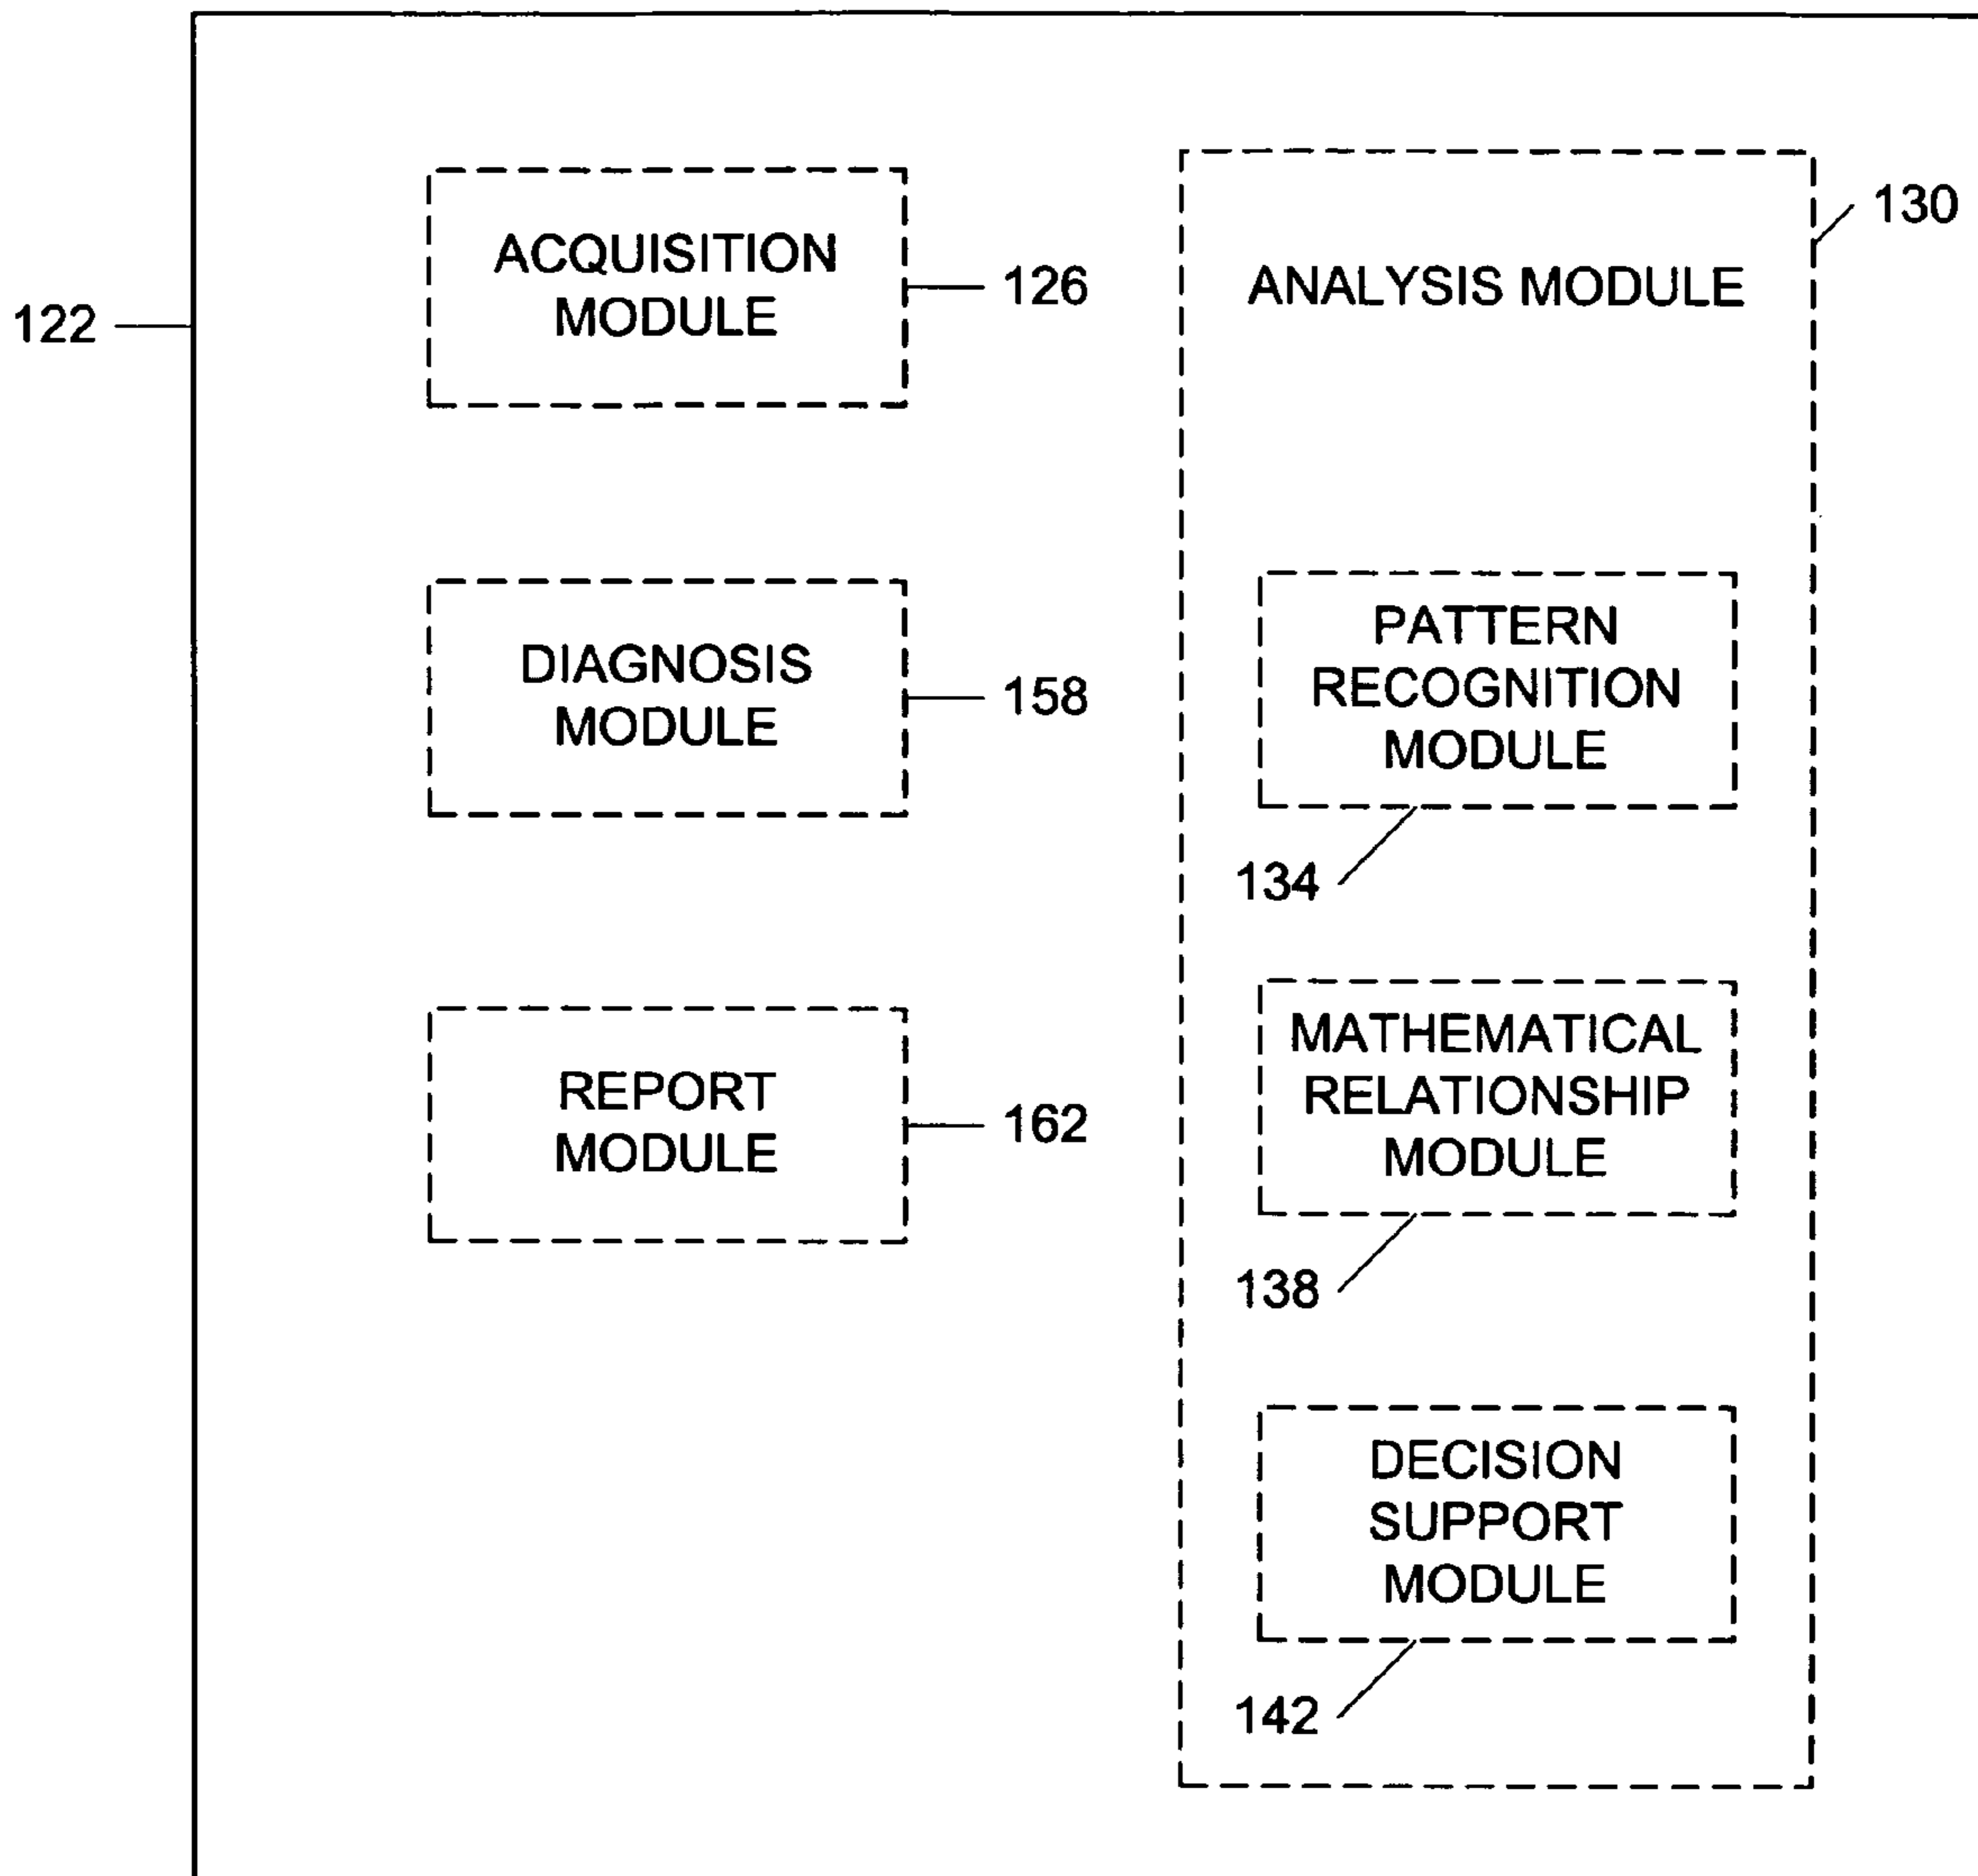 122
ACQUISITION
MODULE
126
DIAGNOSIS
MODULE
158
REPORT
MODULE
162
ANALYSIS MODULE
130
PATTERN
RECOGNITION
MODULE
134
MATHEMATICAL
RELATIONSHIP
MODULE
138
DECISION
SUPPORT
MODULE
142